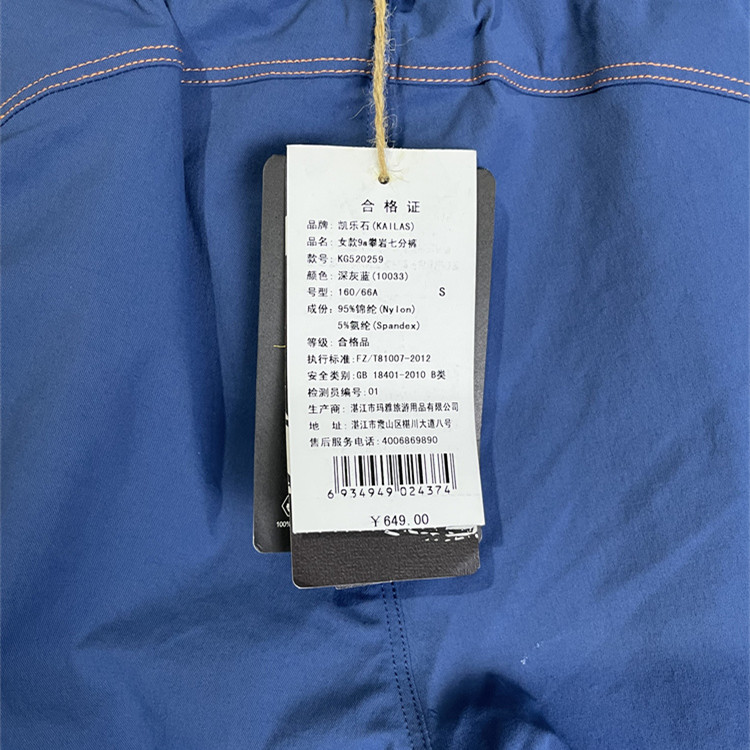 合格证
品牌: 凯乐石(KAILAS)
品名: 女款9a攀岩七分裤
款号: KG520259
颜色: 深灰蓝(10033)
号型: 160/66A S
成份: 95%锦纶(Nylon)
5%氨纶(Spandex)
等级: 合格品
执行标准: FZ/T81007-2012
安全类别: GB 18401-2010 B类
检测员编号: 01
生产商: 湛江市玛雅旅游用品有限公司
地 址: 湛江市霞山区椹川大道八号
售后服务电话: 4006869890
6 934949 024374
￥649.00
100%